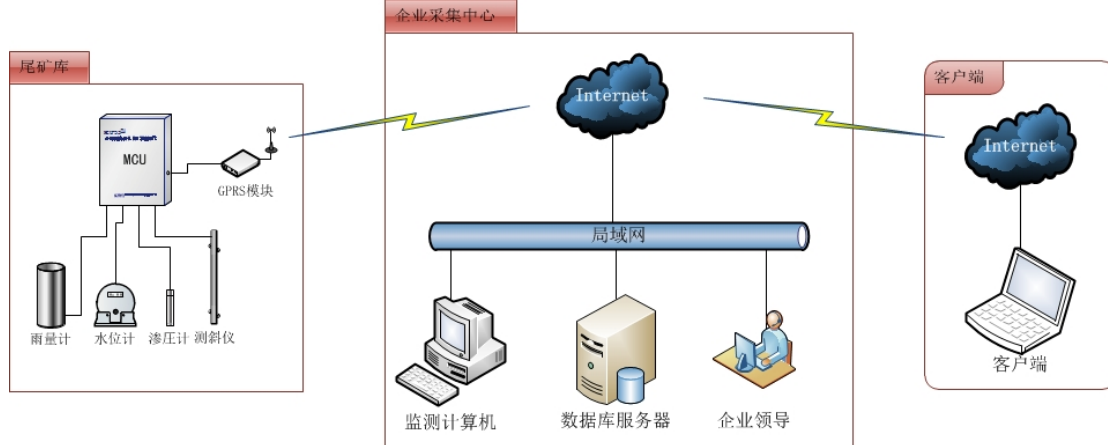 尾矿库
MCU
GPRS模块
雨量计
水位计
渗压计
测斜仪
企业采集中心
Internet
局域网
监测计算机
数据库服务器
企业领导
客户端
Internet
客户端